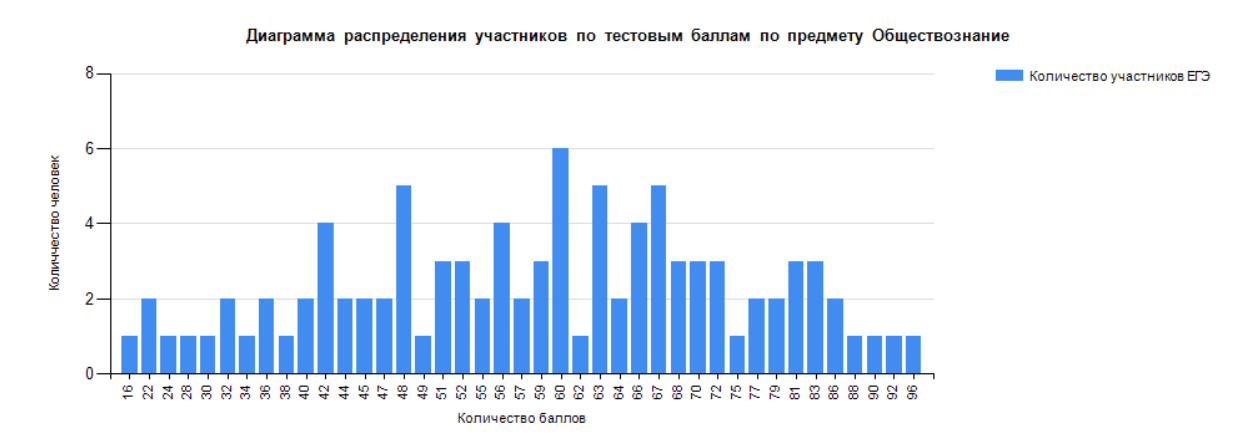 Диаграмма распределения участников по тестовым баллам по предмету Обществознание
Количество участников ЕГЭ
Количчество человек
8
6
4
2
0
16 22 24 28 30 32 34 36 38 40 42 44 45 47 48 49 51 52 55 56 57 59 60 62 63 64 66 67 68 70 72 75 77 79 81 83 86 88 90 92 96
Количество баллов